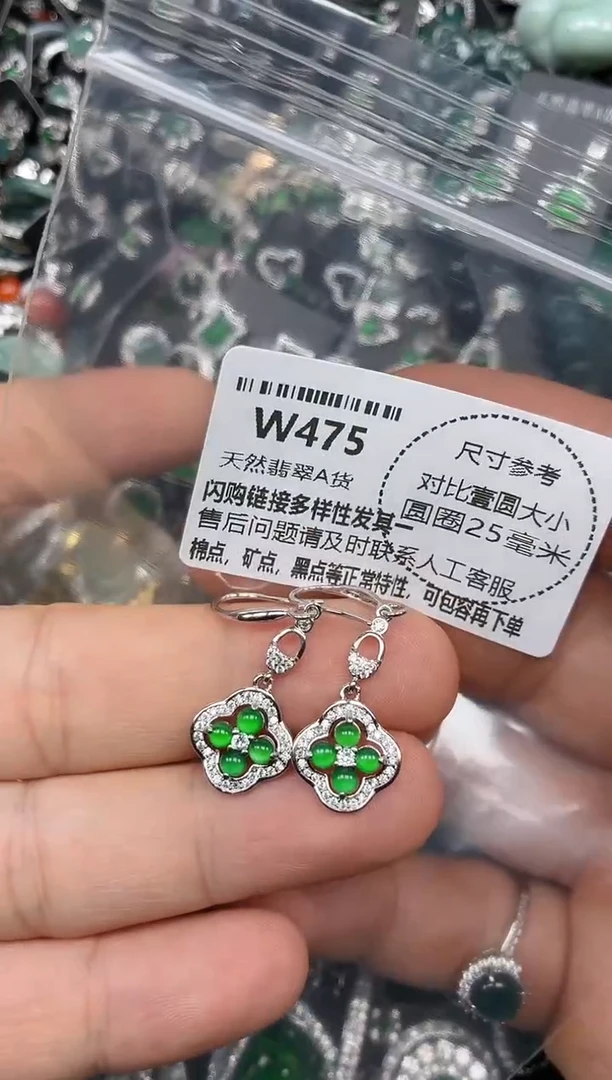 W475
天然翡翠A货
闪购链接多样性发其一
售后问题请及时联系人工客服
棉点，矿点，黑点等正常特性，可包容再下单
尺寸参考
对比壹圆大小
圆圈25毫米